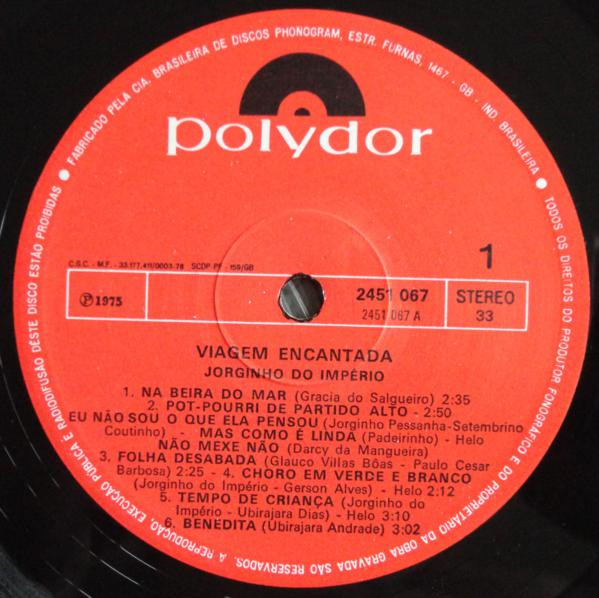 FABRICADO PELA CIA. BRASILEIRA DE DISCOS PHONOGRAM, ESTR. FURNAS, 1467 - GB - IND. BRASILEIRA
polydor
C.G.C. - M.F. - 33.177.411/0003-78 SCDP-PF - 159/GB
1
℗1975
2451 067
2451 067 A
STEREO
33
VIAGEM ENCANTADA
JORGINHO DO IMPÉRIO
1. NA BEIRA DO MAR (Gracia do Salgueiro) 2:35
2. POT-POURRI DE PARTIDO ALTO - 2:50
EU NÃO SOU O QUE ELA PENSOU (Jorginho Pessanha-Setembrino
Coutinho) - MAS COMO É LINDA (Padeirinho) - Helo
NÃO MEXE NÃO (Darcy da Mangueira)
3. FOLHA DESABADA (Glauco Villas Bôas - Paulo Cesar
Barbosa) 2:25 - 4. CHORO EM VERDE E BRANCO
(Jorginho do Império - Gerson Alves) - Helo 2:12
5. TEMPO DE CRIANÇA (Jorginho do
Império - Ubirajara Dias) - Helo 3:10
6. BENEDITA (Ubirajara Andrade) 3:02
TODOS OS DIREITOS DO PRODUTOR FONOGRÁFICO E DO PROPRIETÁRIO DA OBRA GRAVADA SÃO RESERVADOS. A REPRODUÇÃO, EXECUÇÃO PÚBLICA E RADIODIFUSÃO DESTE DISCO ESTÃO PROIBIDAS